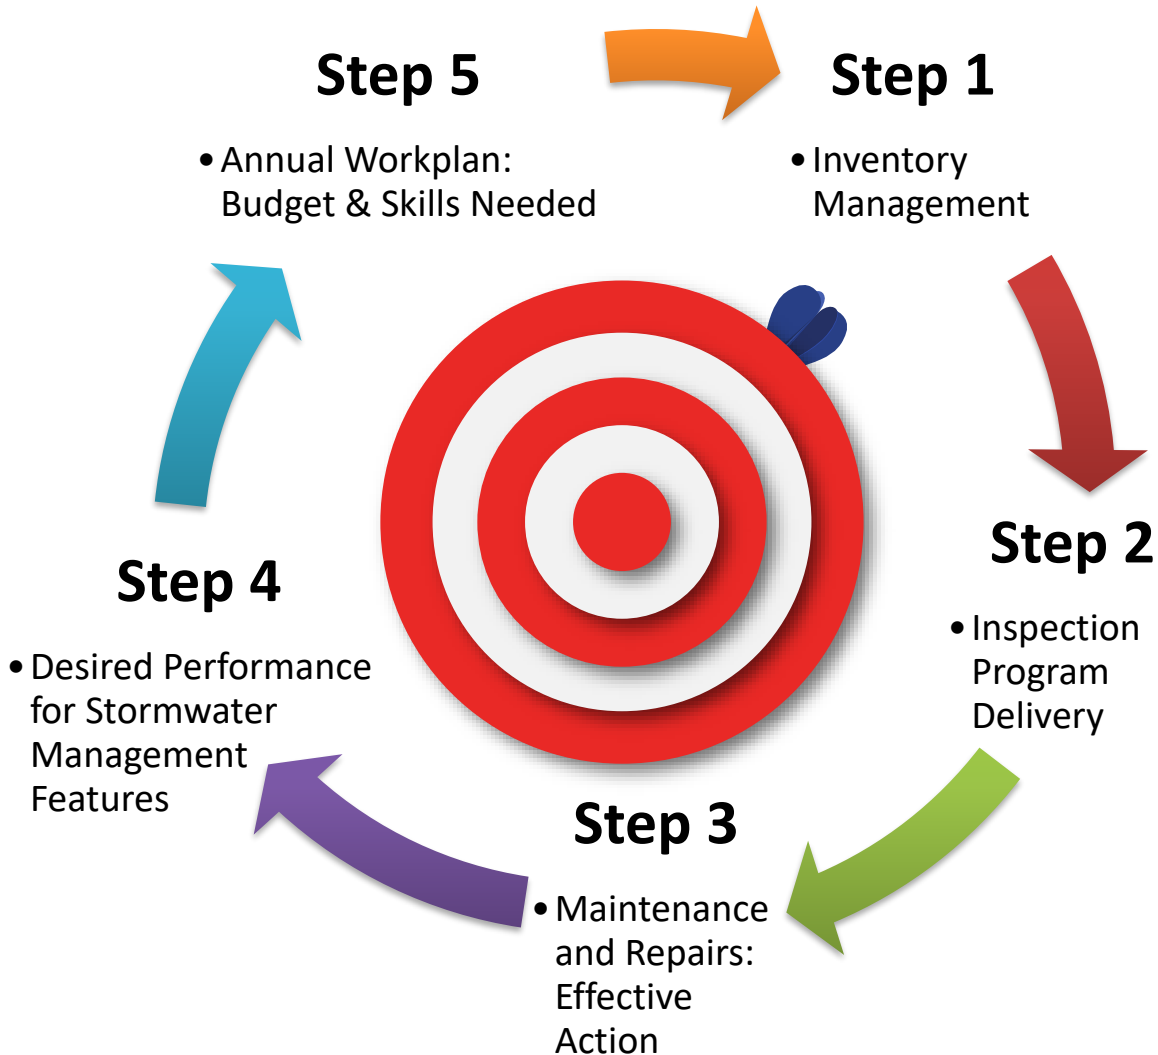 Step 1
• Inventory
Management
Step 2
• Inspection
Program
Delivery
Step 3
• Maintenance
and Repairs:
Effective
Action
Step 4
• Desired Performance
for Stormwater
Management
Features
Step 5
• Annual Workplan:
Budget & Skills Needed